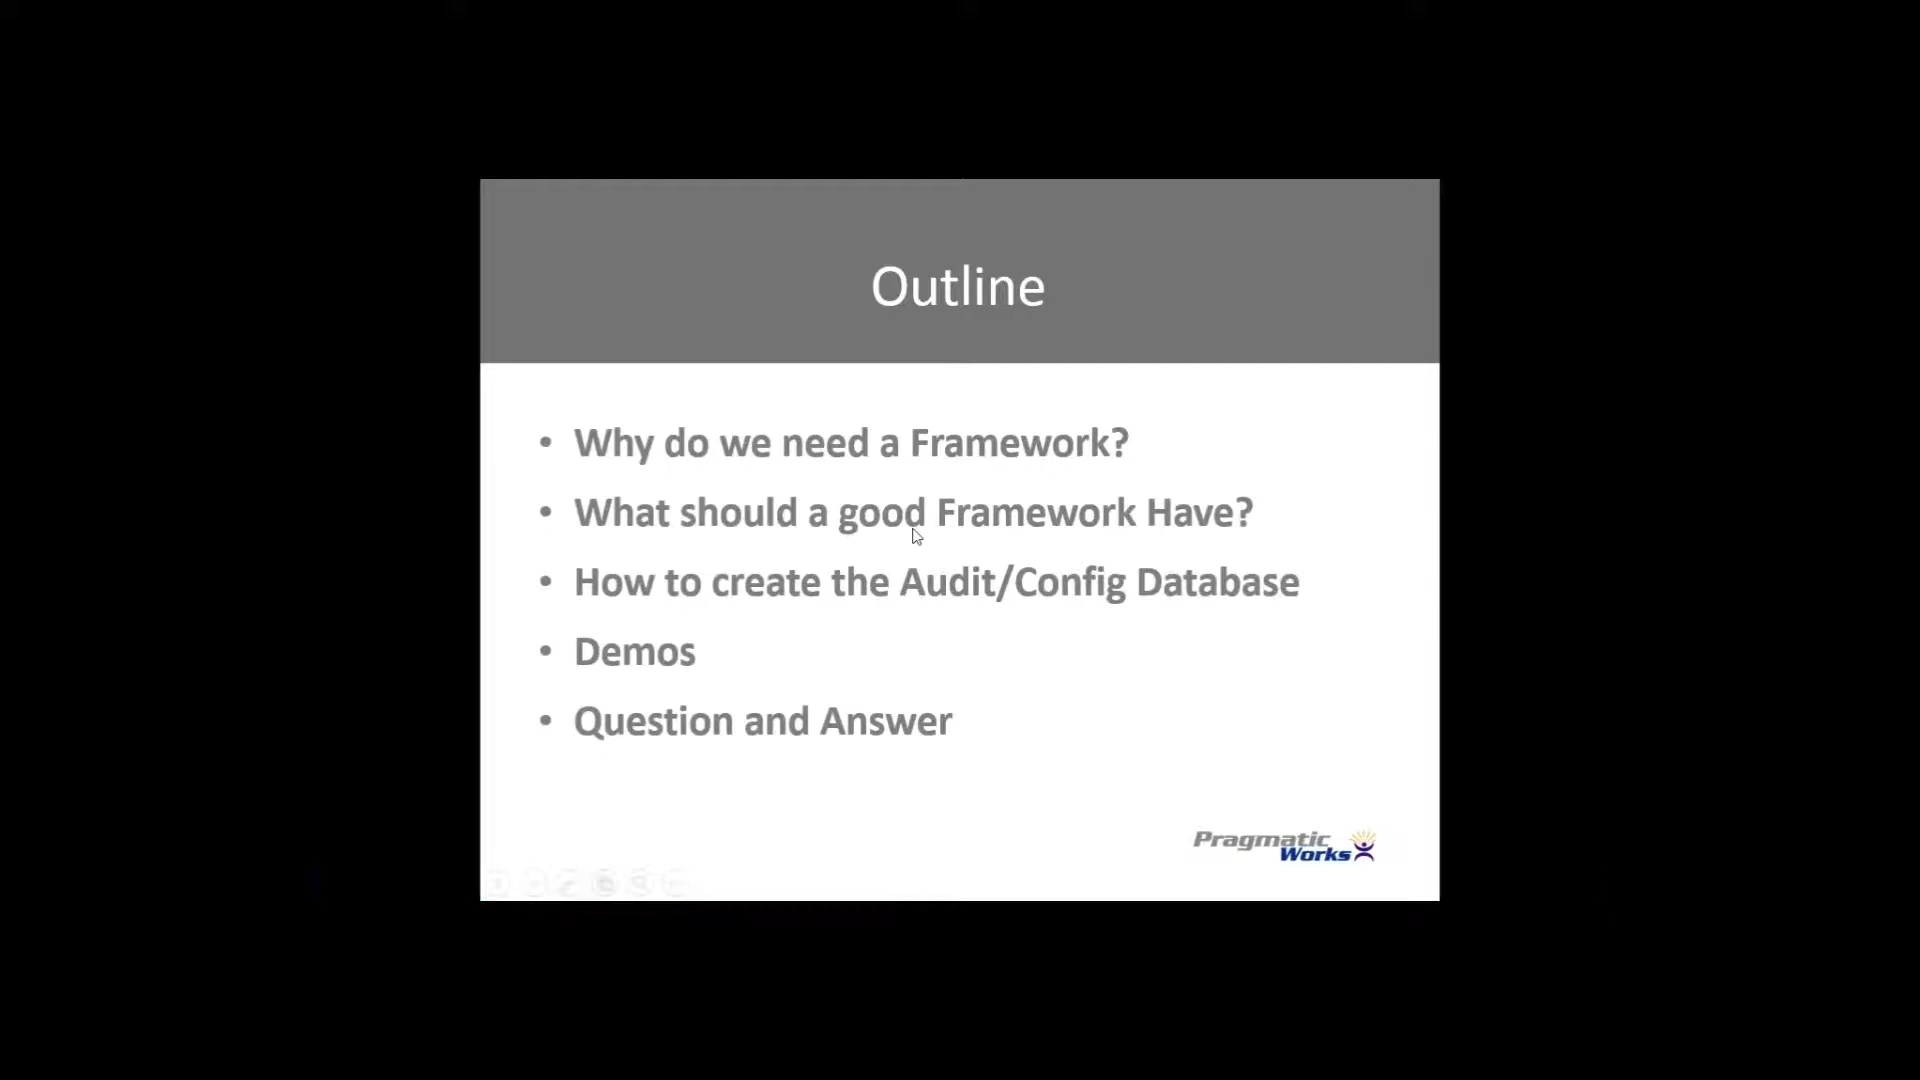 Outline
• Why do we need a Framework?
• What should a good Framework Have?
• How to create the Audit/Config Database
• Demos
• Question and Answer
Pragmatic
Works